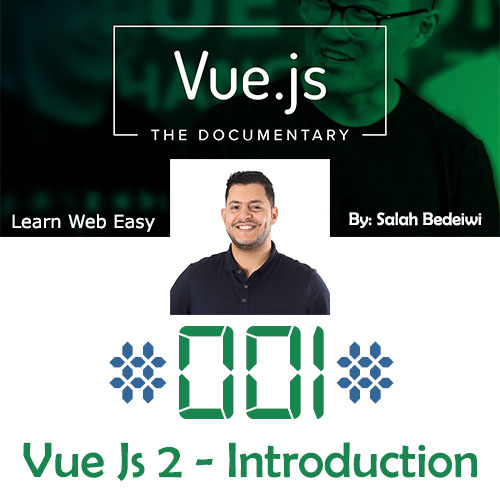 Vue.js
THE DOCUMENTARY
Learn Web Easy
By: Salah Bedeiwi
001
Vue Js 2 - Introduction